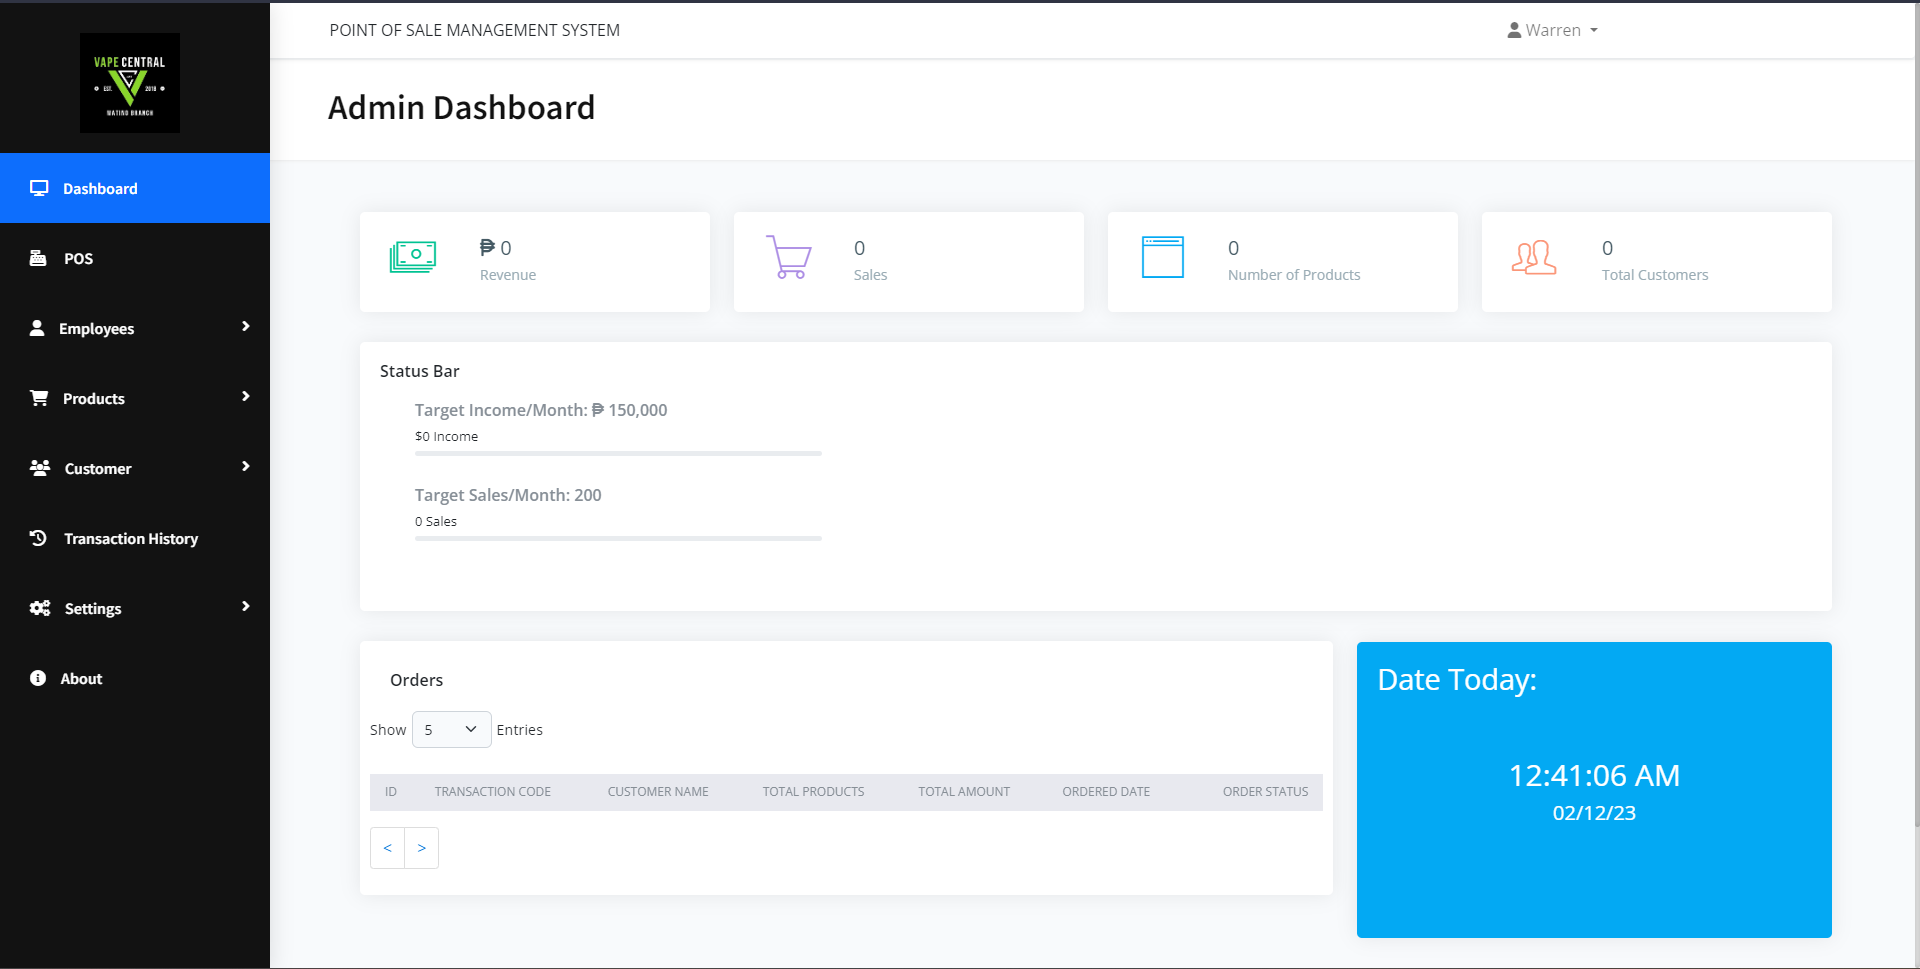 VAPE CENTRAL
EST. 2018
MATINO BRANCH
Dashboard
POS
Employees
Products
Customer
Transaction History
Settings
About
POINT OF SALE MANAGEMENT SYSTEM
Warren
Admin Dashboard
₱ 0
Revenue
0
Sales
0
Number of Products
0
Total Customers
Status Bar
Target Income/Month: ₱ 150,000
$0 Income
Target Sales/Month: 200
0 Sales
Orders
Show 5 Entries
ID TRANSACTION CODE CUSTOMER NAME TOTAL PRODUCTS TOTAL AMOUNT ORDERED DATE ORDER STATUS
< >
Date Today:
12:41:06 AM
02/12/23